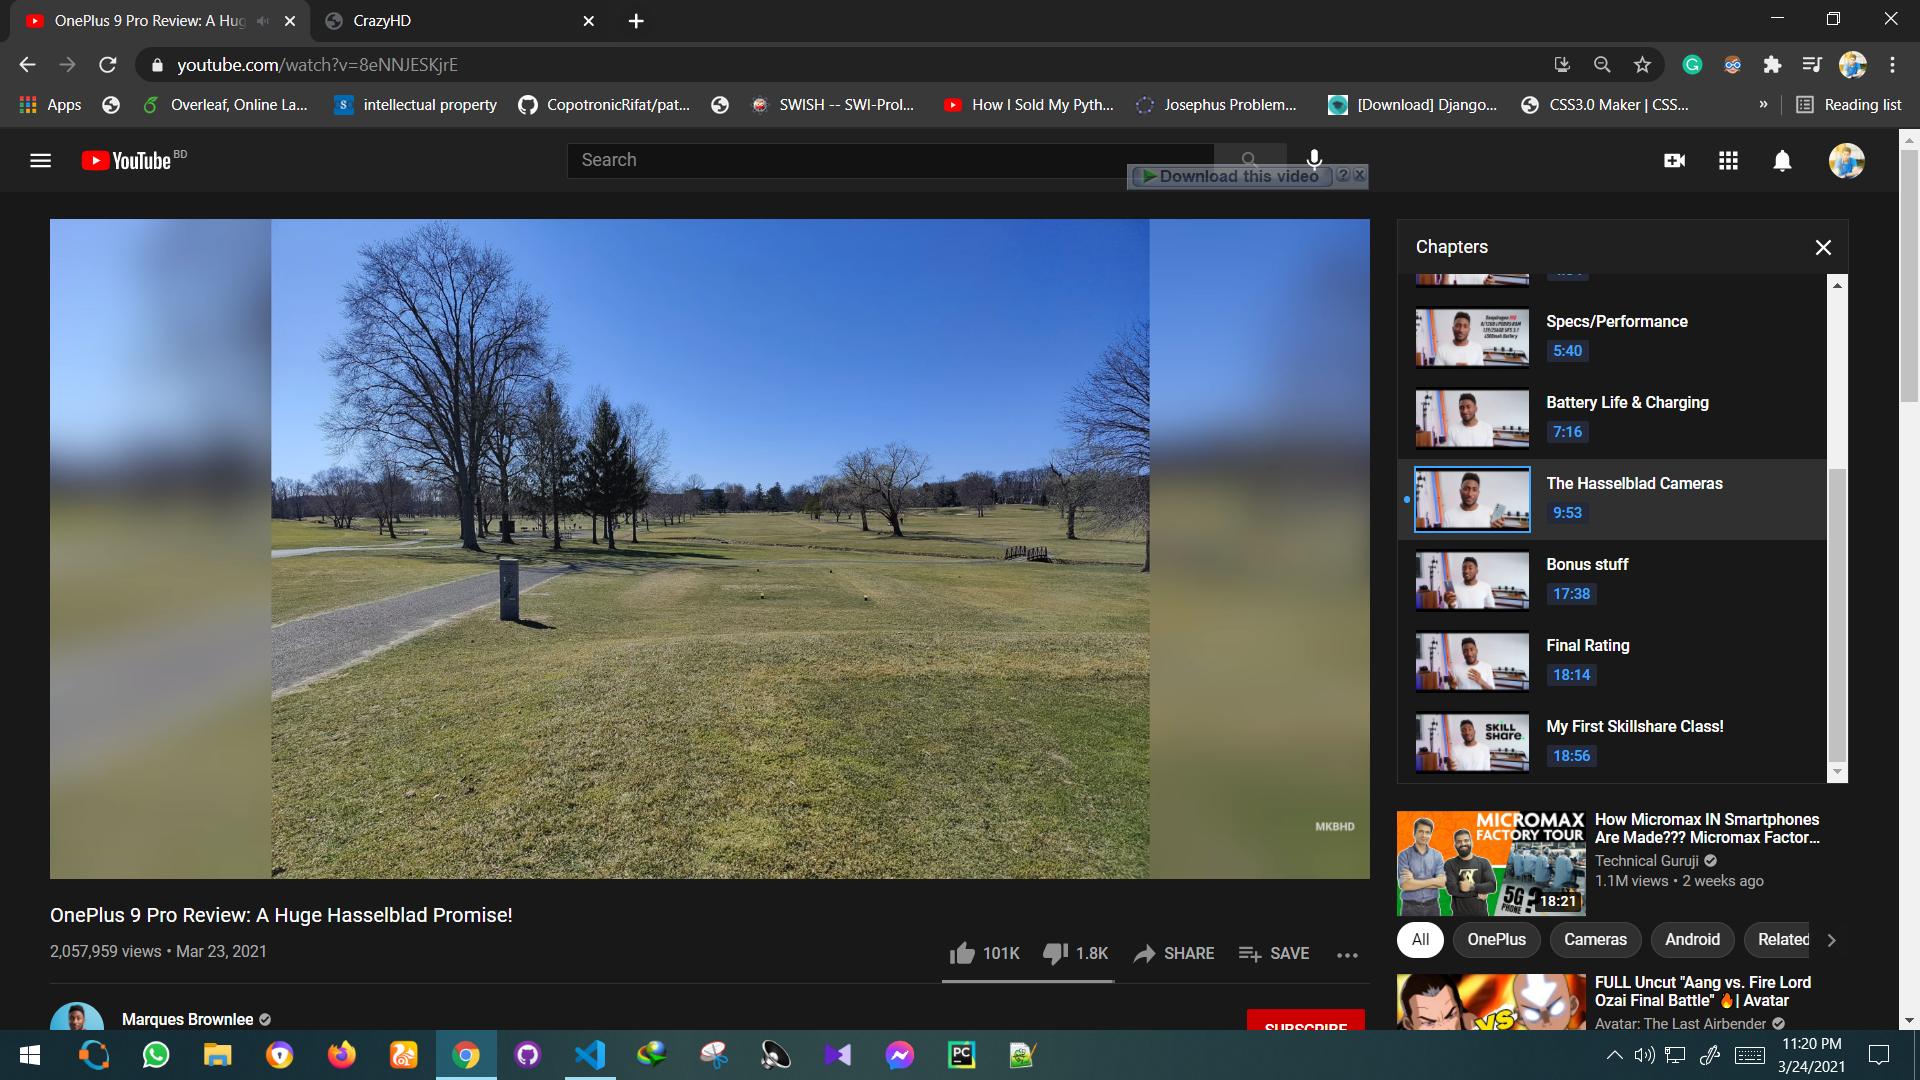 OnePlus 9 Pro Review: A Hug
CrazyHD
youtube.com/watch?v=8eNNJESKjrE
Apps
Overleaf, Online La...
intellectual property
CopotronicRifat/pat...
SWISH -- SWI-Prol...
How I Sold My Pyth...
Josephus Problem...
[Download] Django...
CSS3.0 Maker | CSS...
»
Reading list
YouTube BD
Search
Download this video
Chapters
Specs/Performance
5:40
Battery Life & Charging
7:16
The Hasselblad Cameras
9:53
Bonus stuff
17:38
Final Rating
18:14
SKILL
SHARE.
My First Skillshare Class!
18:56
MKBHD
MICROMAX
FACTORY TOUR
5G ?
PHONE
18:21
How Micromax IN Smartphones
Are Made??? Micromax Factor...
Technical Guruji
1.1M views • 2 weeks ago
All
OnePlus
Cameras
Android
Related
OnePlus 9 Pro Review: A Huge Hasselblad Promise!
2,057,959 views • Mar 23, 2021
101K
1.8K
SHARE
SAVE
VS
FULL Uncut "Aang vs. Fire Lord
Ozai Final Battle" 🔥| Avatar
Avatar: The Last Airbender
Marques Brownlee
SUBSCRIBE
PC
11:20 PM
3/24/2021